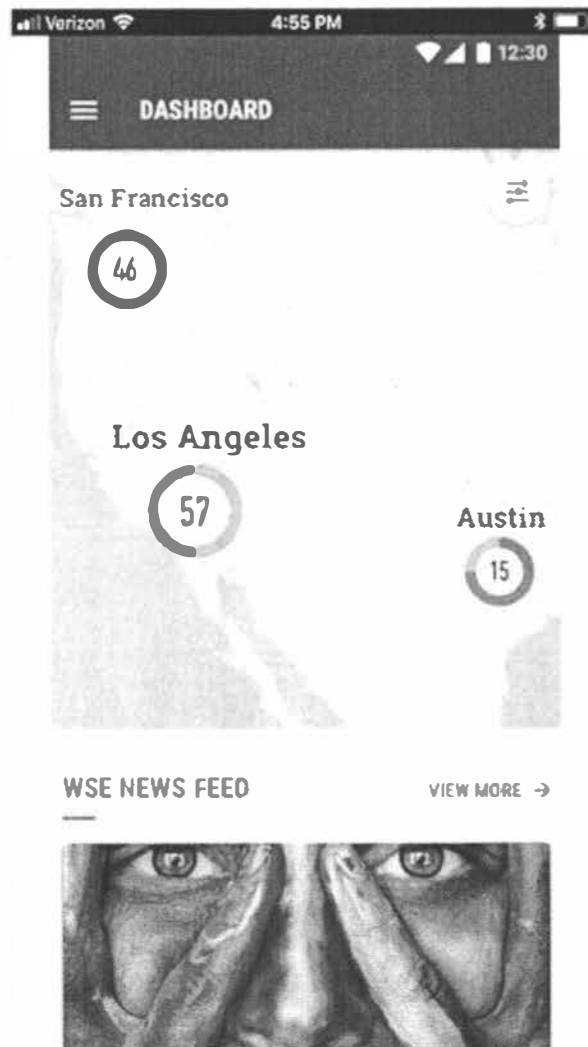 Verizon 4:55 PM
12:30
DASHBOARD
San Francisco
46
Los Angeles
57
Austin
15
WSE NEWS FEED VIEW MORE →